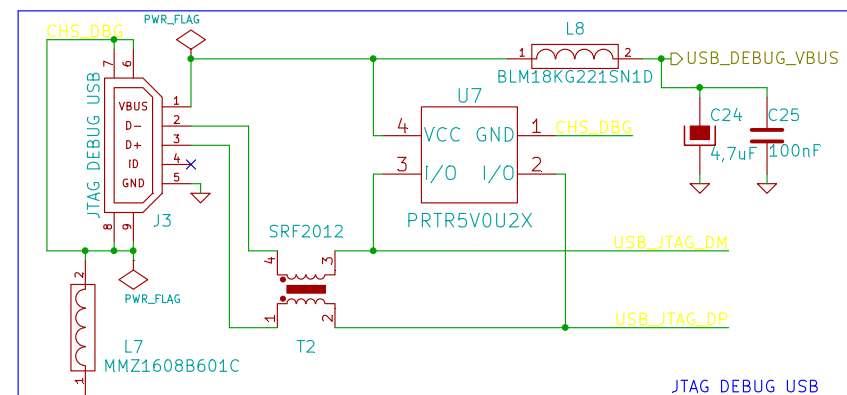 PWR_FLAG
CHS_DBG
L8
1
2
USB_DEBUG_VBUS
BLM18KG221SN1D
7
6
U7
JTAG DEBUG USB
VBUS
1
D-
2
D+
3
ID
4
GND
5
8
9
J3
4
VCC
GND
1
CHS_DBG
3
I/O
I/O
2
PRTR5V0U2X
C24
4,7uF
C25
100nF
SRF2012
4
3
1
2
T2
USB_JTAG_DM
USB_JTAG_DP
PWR_FLAG
2
L7
MMZ1608B601C
1
JTAG DEBUG USB